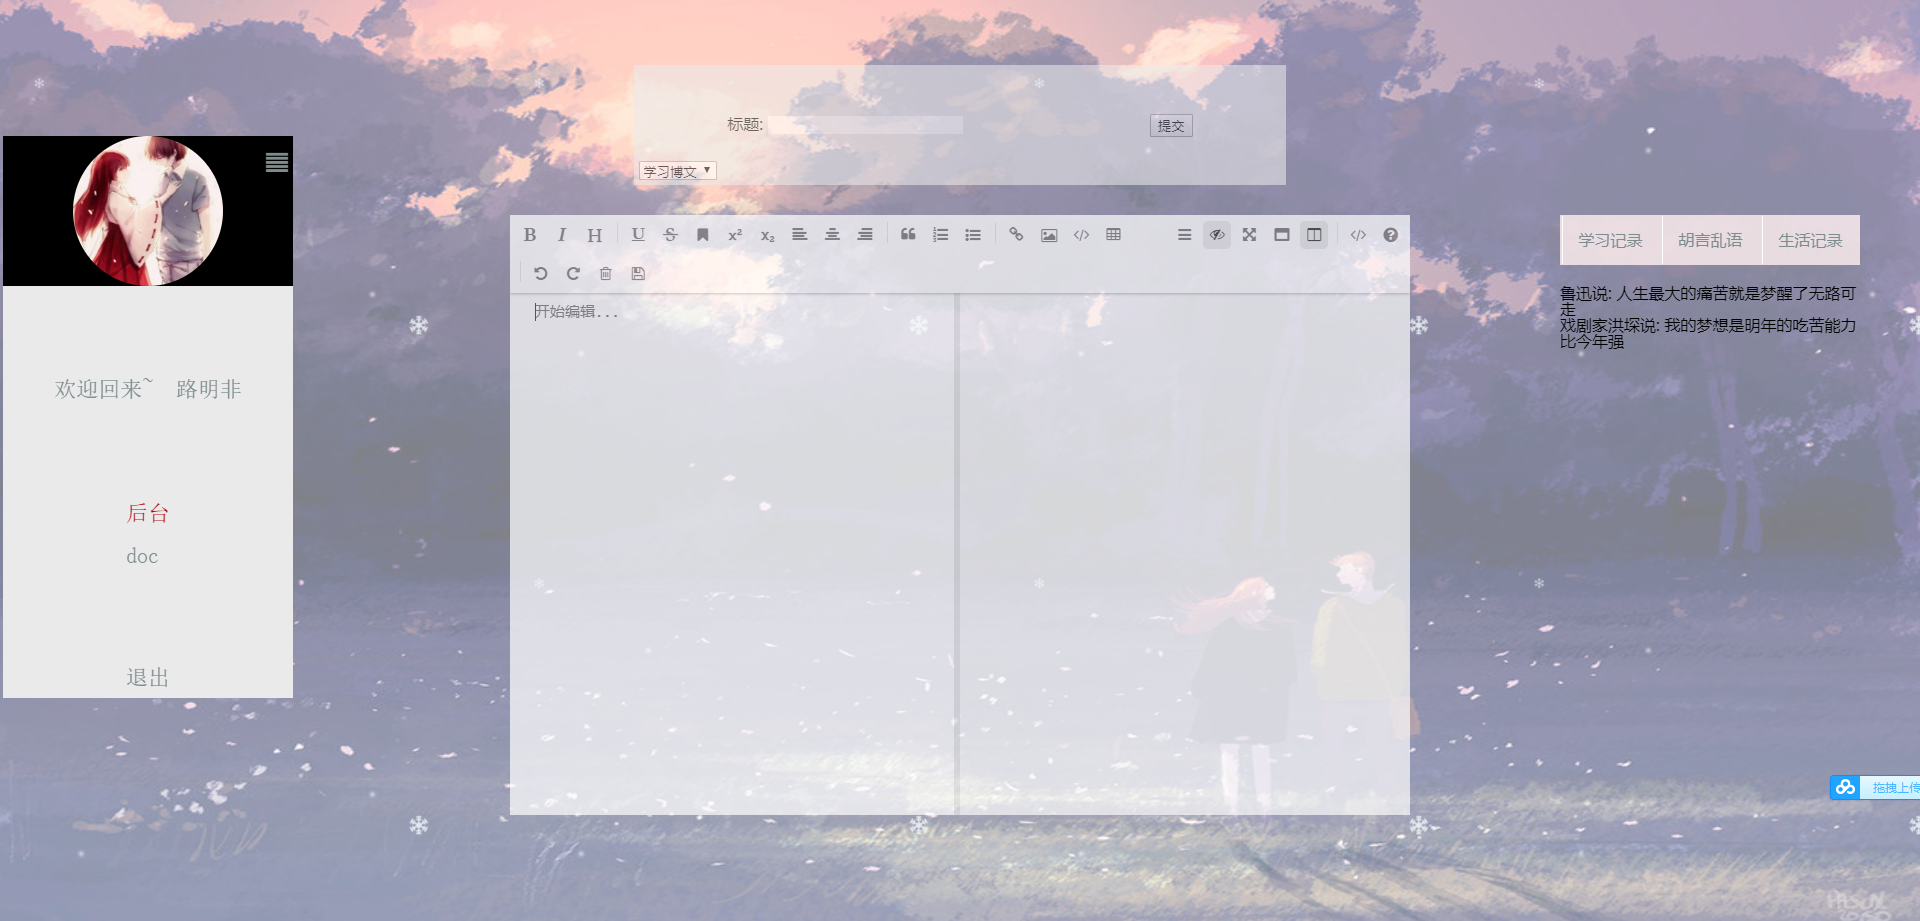 标题:
提交
学习博文
B I H U S x² x₂
开始编辑...
欢迎回来~ 路明非
后台
doc
退出
学习记录 胡言乱语 生活记录
鲁迅说: 人生最大的痛苦就是梦醒了无路可
走
戏剧家洪堔说: 我的梦想是明年的吃苦能力
比今年强
拖拽上传